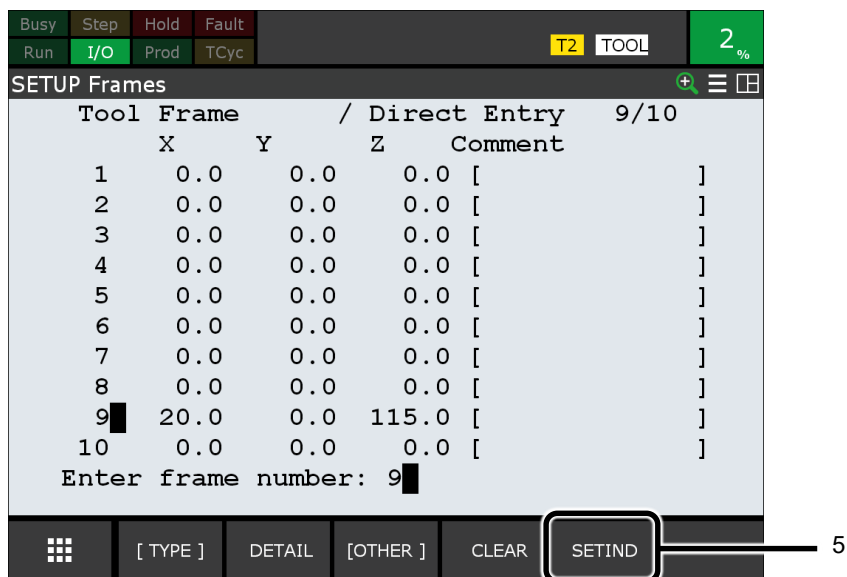 Busy Step Hold Fault
Run I/O Prod TCyc T2 TOOL 2 %
SETUP Frames
Tool Frame / Direct Entry 9/10
X Y Z Comment
1 0.0 0.0 0.0 [ ]
2 0.0 0.0 0.0 [ ]
3 0.0 0.0 0.0 [ ]
4 0.0 0.0 0.0 [ ]
5 0.0 0.0 0.0 [ ]
6 0.0 0.0 0.0 [ ]
7 0.0 0.0 0.0 [ ]
8 0.0 0.0 0.0 [ ]
9 20.0 0.0 115.0 [ ]
10 0.0 0.0 0.0 [ ]
Enter frame number: 9
[ TYPE ] DETAIL [OTHER ] CLEAR SETIND 5